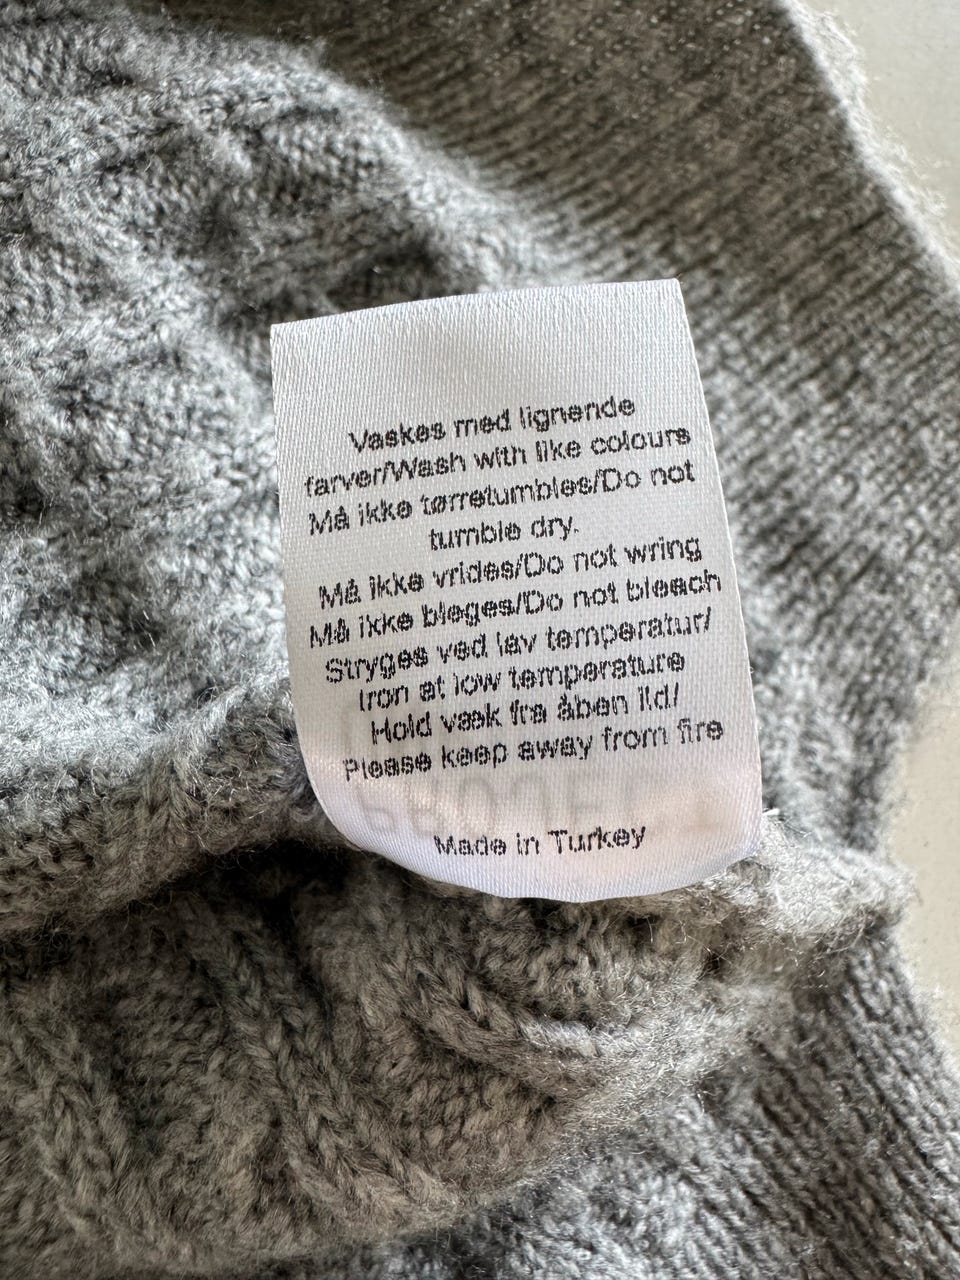 Vaskes med lignende
farver/Wash with like colours
Må ikke tørretumbles/Do not
tumble dry.
Må ikke vrides/Do not wring
Må ikke bleges/Do not bleach
Stryges ved lav temperatur/
Iron at low temperature
Hold væk fra åben ild/
Please keep away from fire
Made in Turkey